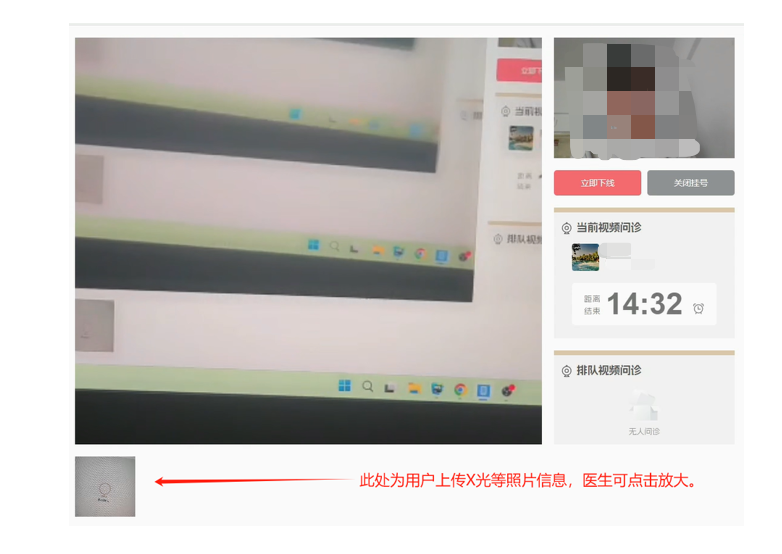 立即下线
关闭挂号
当前视频问诊
距离
结束
14:32
排队视频问诊
无人问诊
此处为用户上传X光等照片信息，医生可点击放大。